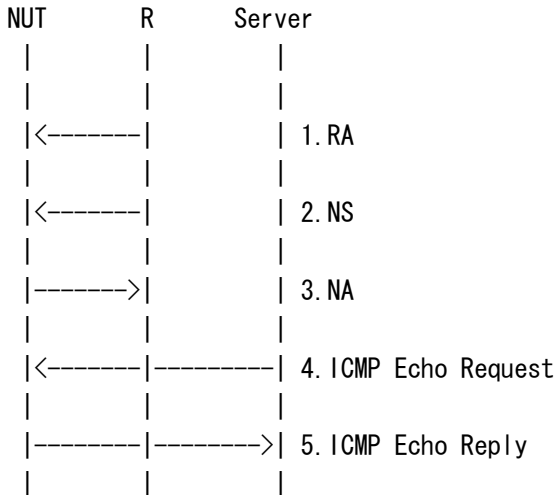 NUT R Server
1. RA
2. NS
3. NA
4. ICMP Echo Request
5. ICMP Echo Reply